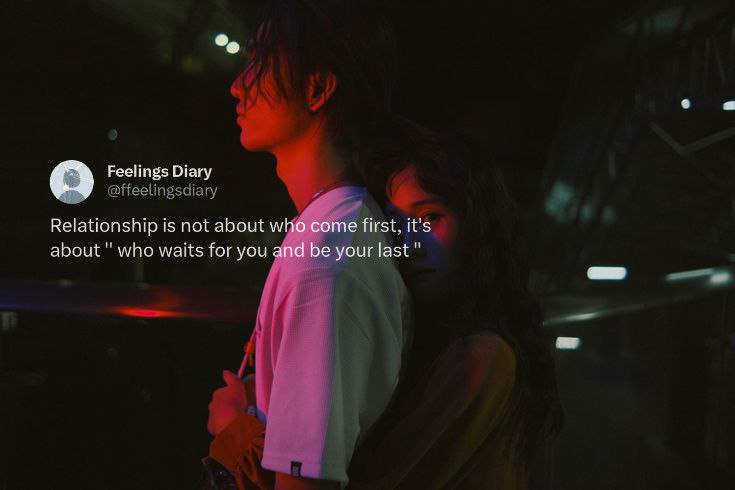 Feelings Diary
@ffeelingsdiary
Relationship is not about who come first, it's
about " who waits for you and be your last "